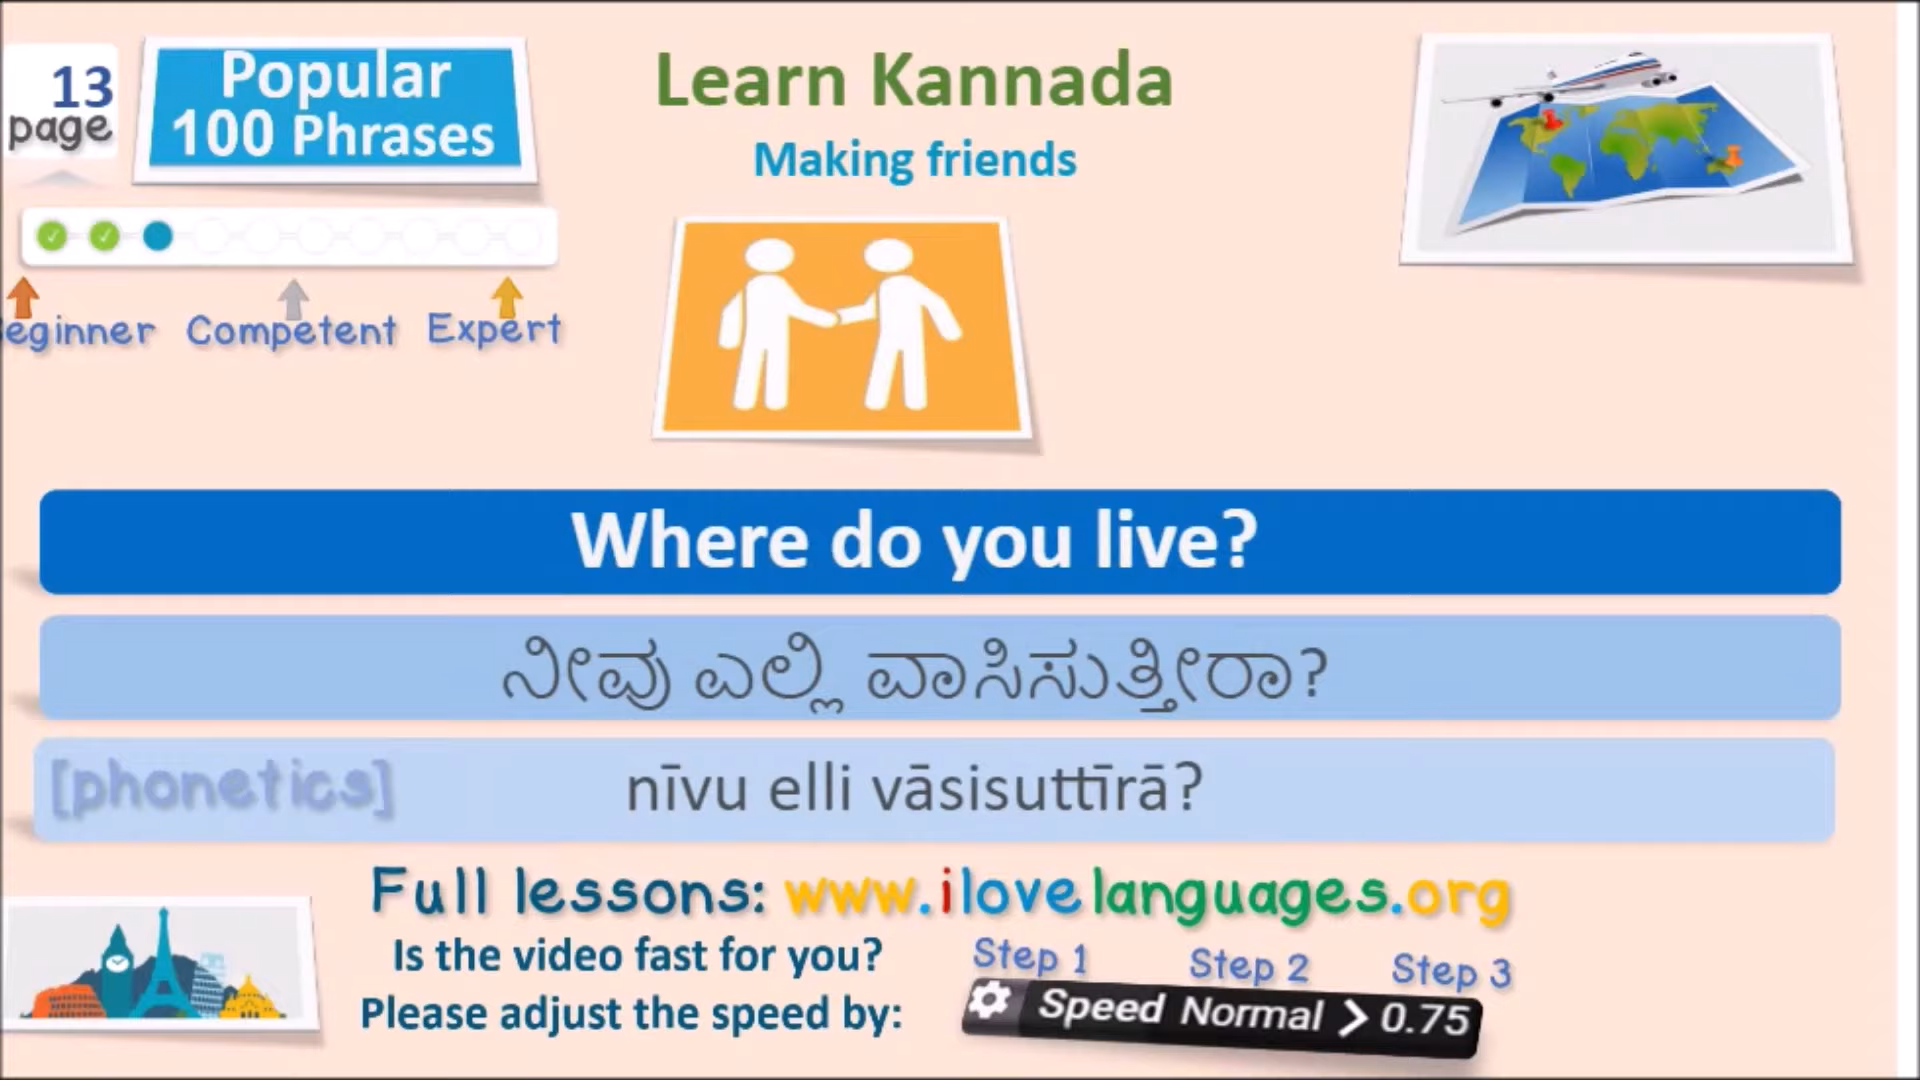 13
page
Popular
100 Phrases
Learn Kannada
Making friends
eginner Competent Expert
Where do you live?
ನೀವು ಎಲ್ಲಿ ವಾಸಿಸುತ್ತೀರಾ?
[phonetics] nīvu elli vāsisuttīrā?
Full lessons: www.ilovelanguages.org
Is the video fast for you?
Please adjust the speed by:
Step 1 Step 2 Step 3
Speed Normal > 0.75